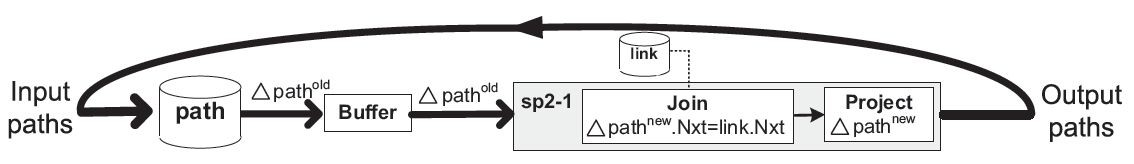 Input
paths
path
△path^old
Buffer
△path^old
sp2-1
link
Join
△path^new.Nxt=link.Nxt
Project
△path^new
Output
paths